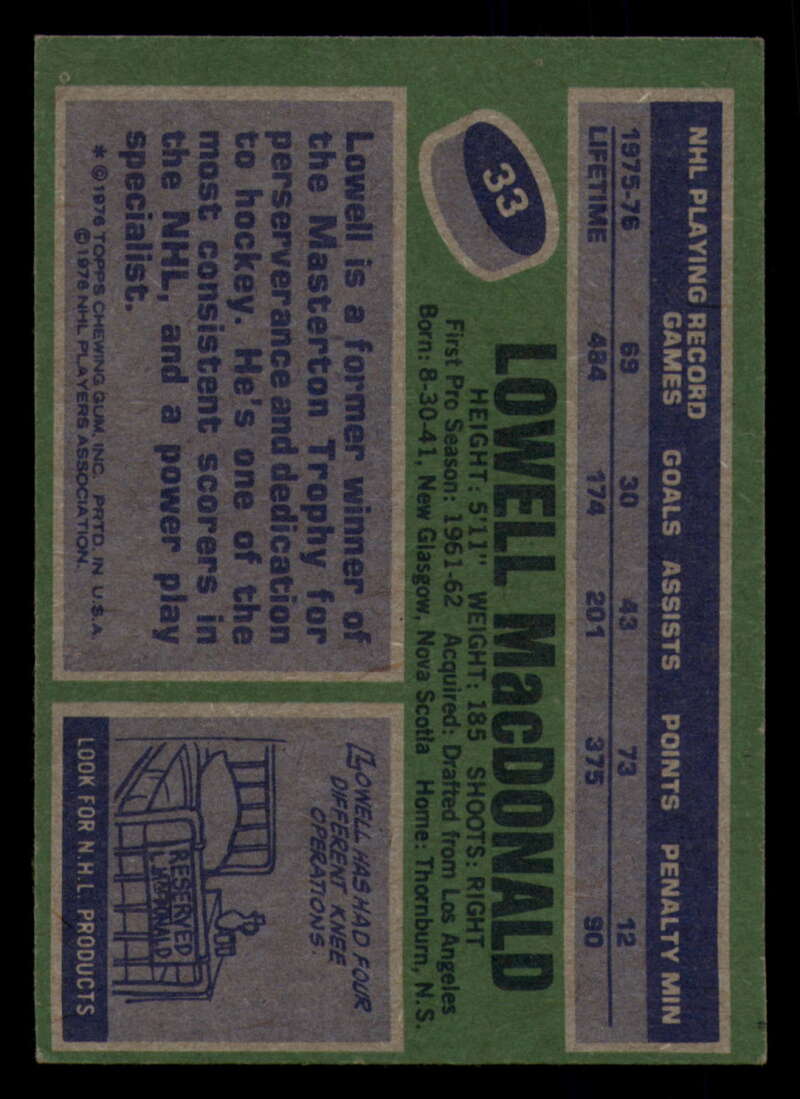 NHL PLAYING RECORD
GAMES GOALS ASSISTS POINTS PENALTY MIN
1975-76 69 30 43 73 12
LIFETIME 484 174 201 375 90
33
LOWELL MacDONALD
HEIGHT: 5'11" WEIGHT: 185 SHOOTS: RIGHT
First Pro Season: 1961-62 Acquired: Drafted from Los Angeles
Born: 8-30-41, New Glasgow, Nova Scotia Home: Thornburn, N.S.
Lowell is a former winner of
the Masterton Trophy for
perserverance and dedication
to hockey. He's one of the
most consistent scorers in
the NHL, and a power play
specialist.
* ©1976 TOPPS CHEWING GUM, INC. PRTD. IN U.S.A
©1976 NHL PLAYERS ASSOCIATION.
LOWELL HAS HAD FOUR
DIFFERENT KNEE
OPERATIONS.
RESERVED
L. MacDONALD
LOOK FOR N.H.L. PRODUCTS